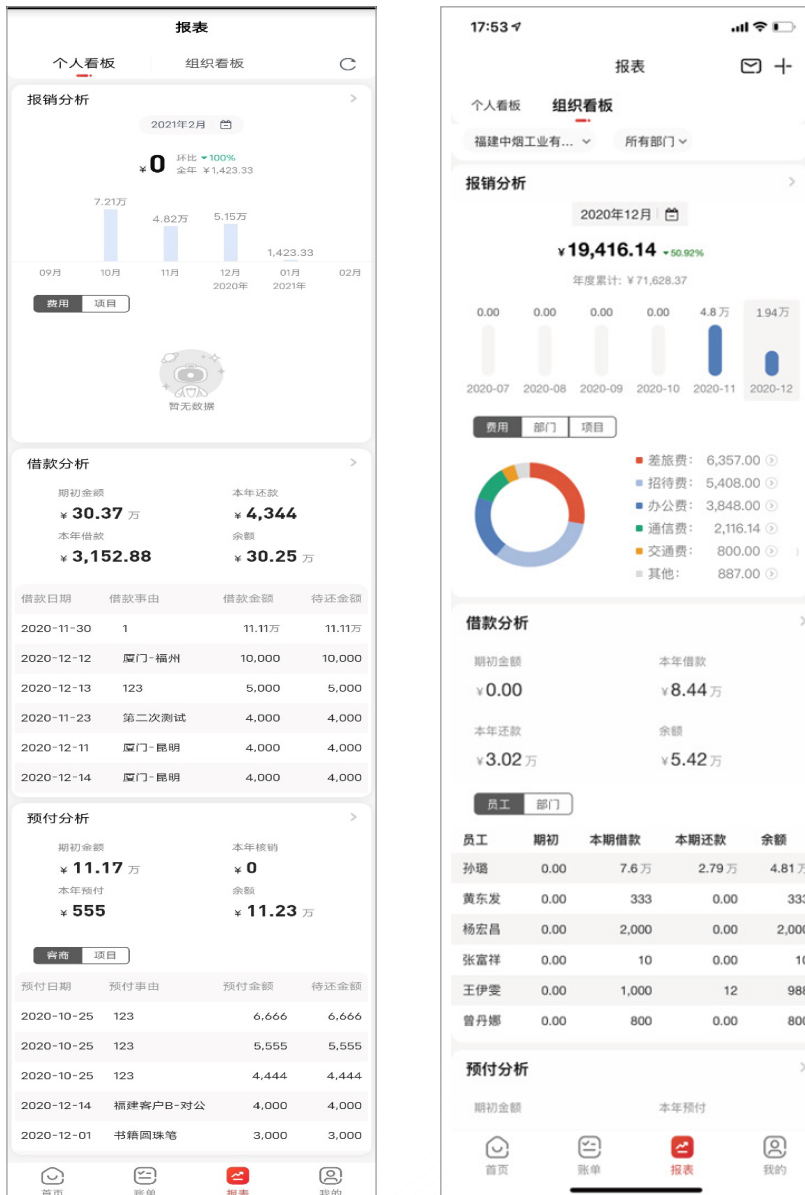 报表
个人看板 组织看板
报销分析
2021年2月
¥0 环比 100%
全年 ¥1,423.33
7.21万 4.82万 5.15万 1,423.33
09月 10月 11月 12月 01月 02月
2020年 2021年
费用 项目
暂无数据
借款分析
期初金额 本年还款
¥30.37 万 ¥4,344
本年借款 余额
¥3,152.88 ¥30.25 万
借款日期 借款事由 借款金额 待还金额
2020-11-30 1 11.11万 11.11万
2020-12-12 厦门-福州 10,000 10,000
2020-12-13 123 5,000 5,000
2020-11-23 第二次测试 4,000 4,000
2020-12-11 厦门-昆明 4,000 4,000
2020-12-14 厦门-昆明 4,000 4,000
预付分析
期初金额 本年核销
¥11.17 万 ¥0
本年预付 余额
¥555 ¥11.23 万
客商 项目
预付日期 预付事由 预付金额 待还金额
2020-10-25 123 6,666 6,666
2020-10-25 123 5,555 5,555
2020-10-25 123 4,444 4,444
2020-12-14 福建客户B-对公 4,000 4,000
2020-12-01 书籍圆珠笔 3,000 3,000
首页 账单 报表 我的
17:53
报表
个人看板 组织看板
福建中烟工业有... 所有部门
报销分析
2020年12月
¥19,416.14 50.92%
年度累计: ¥71,628.37
0.00 0.00 0.00 0.00 4.8万 1.94万
2020-07 2020-08 2020-09 2020-10 2020-11 2020-12
费用 部门 项目
差旅费: 6,357.00
招待费: 5,408.00
办公费: 3,848.00
通信费: 2,116.14
交通费: 800.00
其他: 887.00
借款分析
期初金额 本年借款
¥0.00 ¥8.44万
本年还款 余额
¥3.02万 ¥5.42万
员工 部门
员工 期初 本期借款 本期还款 余额
孙璐 0.00 7.6万 2.79万 4.81万
黄东发 0.00 333 0.00 333
杨宏昌 0.00 2,000 0.00 2,000
张富祥 0.00 10 0.00 10
王伊雯 0.00 1,000 12 988
曾丹娜 0.00 800 0.00 800
预付分析
期初金额 本年预付
首页 账单 报表 我的